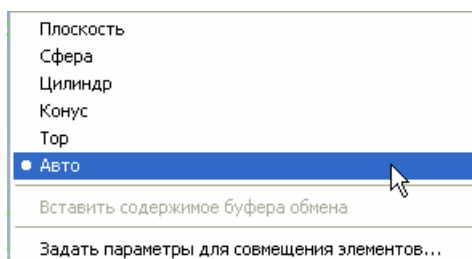 Плоскость
Сфера
Цилиндр
Конус
Тор
Авто
Вставить содержимое буфера обмена
Задать параметры для совмещения элементов...